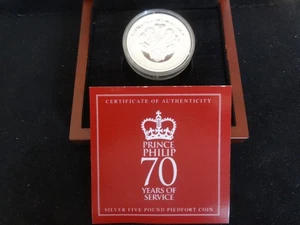 CERTIFICATE OF AUTHENTICITY
PRINCE
PHILIP
70
YEARS OF
SERVICE
SILVER FIVE POUND PIEDFORT COIN